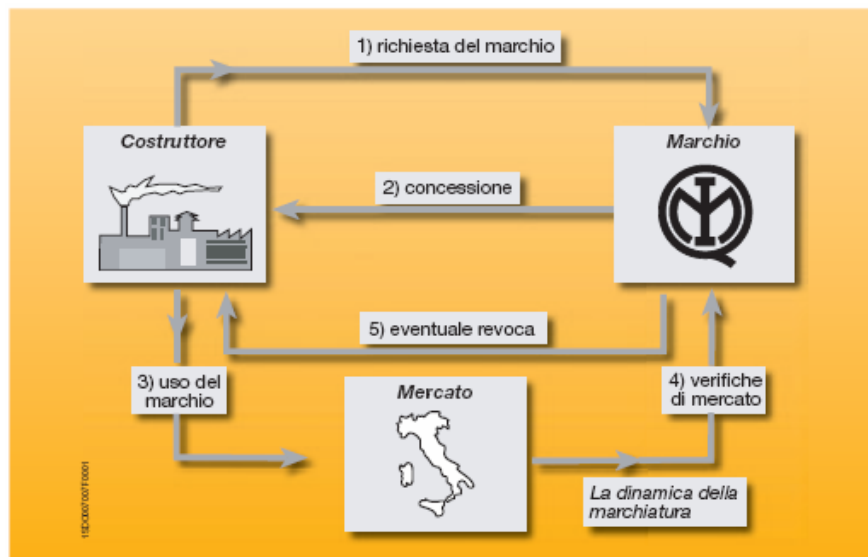 1) richiesta del marchio
Costruttore
Marchio
2) concessione
5) eventuale revoca
3) uso del
marchio
Mercato
4) verifiche
di mercato
La dinamica della
marchiatura